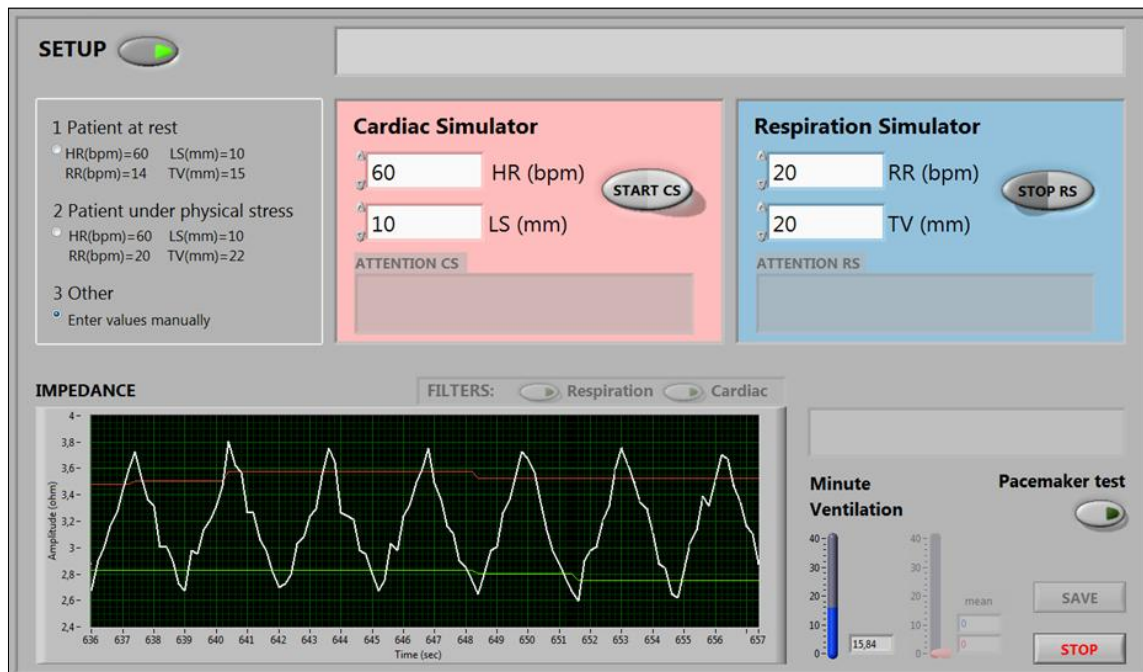 SETUP
1 Patient at rest
HR(bpm)=60 LS(mm)=10
RR(bpm)=14 TV(mm)=15
2 Patient under physical stress
HR(bpm)=60 LS(mm)=10
RR(bpm)=20 TV(mm)=22
3 Other
Enter values manually
Cardiac Simulator
60 HR (bpm)
START CS
10 LS (mm)
ATTENTION CS
Respiration Simulator
20 RR (bpm)
STOP RS
20 TV (mm)
ATTENTION RS
IMPEDANCE
FILTERS: Respiration Cardiac
Amplitude (ohm)
4-
3,8-
3,6-
3,4-
3,2-
3-
2,8-
2,6-
2,4-
636 637 638 639 640 641 642 643 644 645 646 647 648 649 650 651 652 653 654 655 656 657
Time (sec)
Minute
Ventilation
40-
30-
20-
10-
0-
15,84
40-
30-
20-
10-
0-
mean
0
0
Pacemaker test
SAVE
STOP